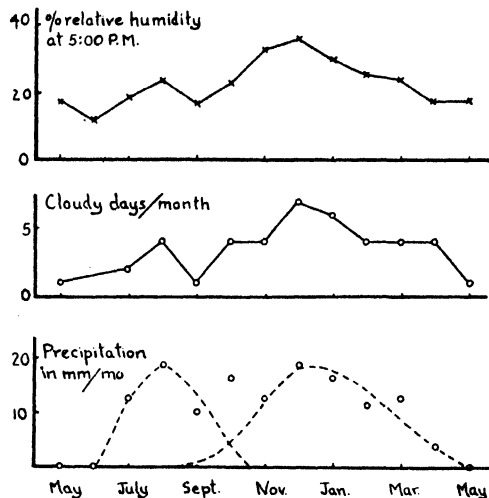 40
% relative humidity
at 5:00 P.M.
20
0
Cloudy days/month
5
0
Precipitation
in mm/mo
20
10
May July Sept. Nov. Jan. Mar. May